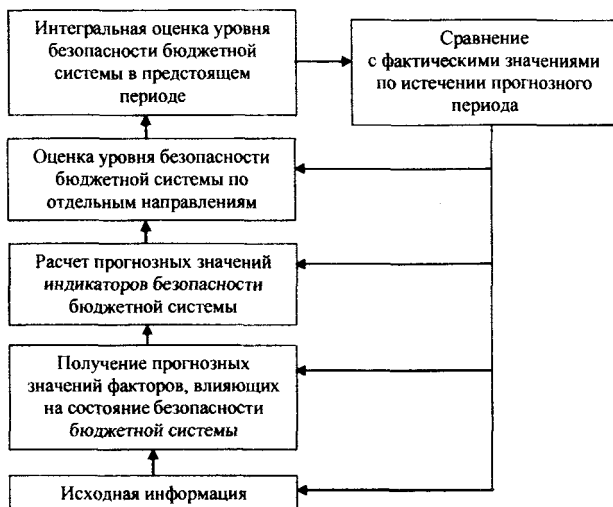 Интегральная оценка уровня
безопасности бюджетной
системы в предстоящем
периоде
Сравнение
с фактическими значениями
по истечении прогнозного
периода
Оценка уровня безопасности
бюджетной системы по
отдельным направлениям
Расчет прогнозных значений
индикаторов безопасности
бюджетной системы
Получение прогнозных
значений факторов, влияющих
на состояние безопасности
бюджетной системы
Исходная информация